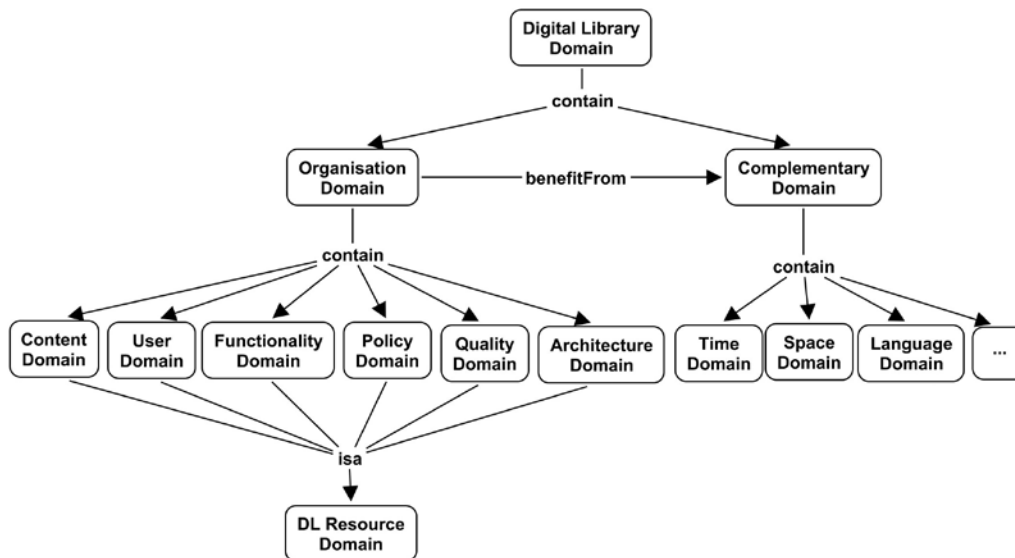 Digital Library
Domain
contain
Organisation
Domain
benefitFrom
Complementary
Domain
contain
contain
Content
Domain
User
Domain
Functionality
Domain
Policy
Domain
Quality
Domain
Architecture
Domain
Time
Domain
Space
Domain
Language
Domain
...
isa
DL Resource
Domain